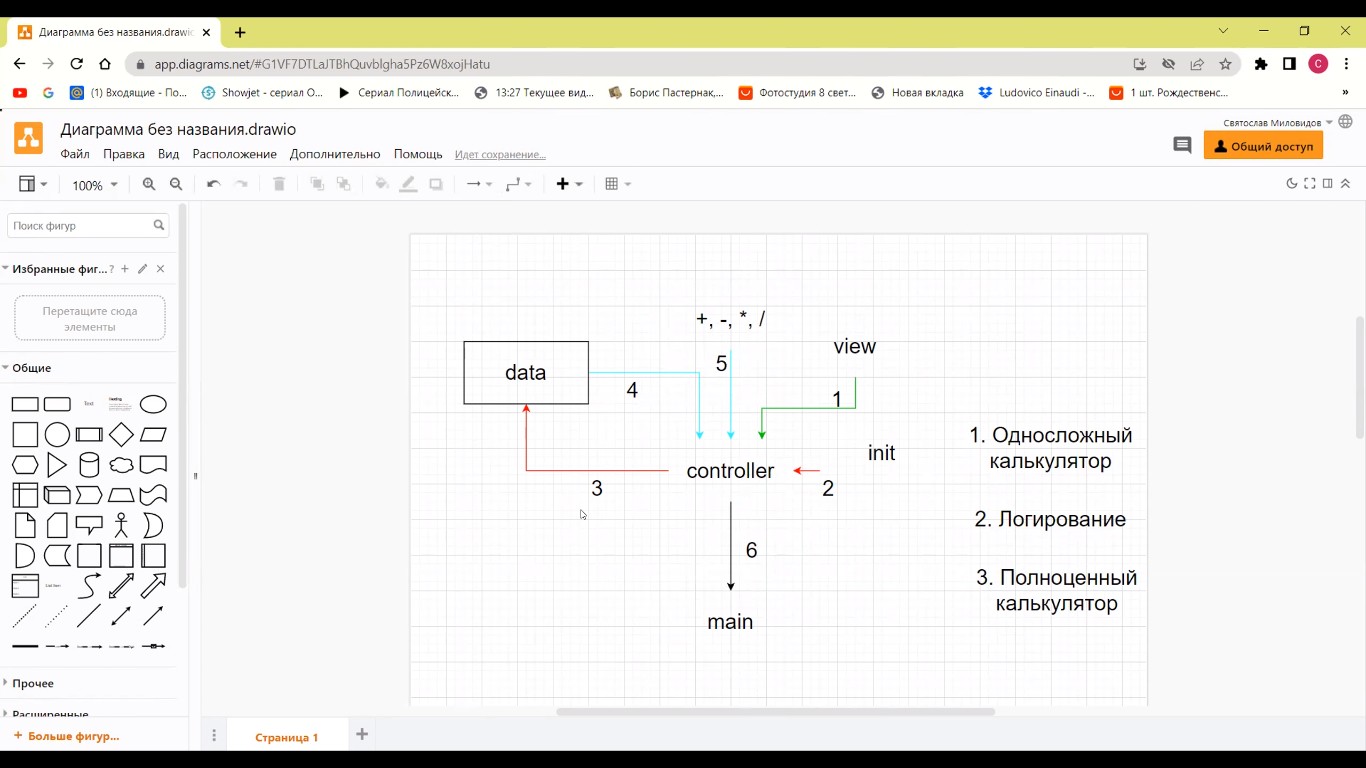 Диаграмма без названия.drawio
app.diagrams.net/#G1VF7DTLaJTBhQuvblgha5Pz6W8xojHatu
(1) Входящие - По...
Showjet - сериал О...
Сериал Полицейск...
13:27 Текущее вид...
Борис Пастернак,...
Фотостудия 8 свет...
Новая вкладка
Ludovico Einaudi -...
1 шт. Рождественс...
»
Диаграмма без названия.drawio
Святослав Миловидов
Файл Правка Вид Расположение Дополнительно Помощь Идет сохранение...
Общий доступ
100%
Поиск фигур
Избранные фиг... ?
Перетащите сюда
элементы
Общие
Text
Heading
List Item
Прочее
Расширенные
+ Больше фигур...
Страница 1
+, -, *, /
view
5
data
4
1
1. Односложный
калькулятор
init
controller
3
2
2. Логирование
6
3. Полноценный
калькулятор
main